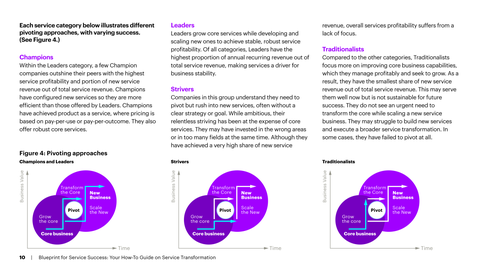 Each service category below illustrates different
pivoting approaches, with varying success.
(See Figure 4.)
Champions
Within the Leaders category, a few Champion
companies outshine their peers with the highest
service profitability and portion of new service
revenue out of total service revenue. Champions
have configured new services so they are more
efficient than those offered by Leaders. Champions
have achieved product as a service, where pricing is
based on pay-per-use or pay-per-outcome. They also
offer robust core services.
Leaders
Leaders grow core services while developing and
scaling new ones to achieve stable, robust service
profitability. Of all categories, Leaders have the
highest proportion of annual recurring revenue out of
total service revenue, making services a driver for
business stability.
Strivers
Companies in this group understand they need to
pivot but rush into new services, often without a
clear strategy or goal. While ambitious, their
relentless striving has been at the expense of core
services. They may have invested in the wrong areas
or in too many fields at the same time. Although they
have achieved a very high share of new service
revenue, overall services profitability suffers from a
lack of focus.
Traditionalists
Compared to the other categories, Traditionalists
focus more on improving core business capabilities,
which they manage profitably and seek to grow. As a
result, they have the smallest share of new service
revenue out of total service revenue. This may serve
them well now but is not sustainable for future
success. They do not see an urgent need to
transform the core while scaling a new service
business. They may struggle to build new services
and execute a broader service transformation. In
some cases, they have failed to pivot at all.
Figure 4: Pivoting approaches
Champions and Leaders
Business Value
Transform
the Core
New
Business
Pivot
Scale
the New
Grow
the core
Core business
Time
Strivers
Business Value
Transform
the Core
New
Business
Pivot
Scale
the New
Grow
the core
Core business
Time
Traditionalists
Business Value
Transform
the Core
New
Business
Pivot
Scale
the New
Grow
the core
Core business
Time
10 | Blueprint for Service Success: Your How-To Guide on Service Transformation